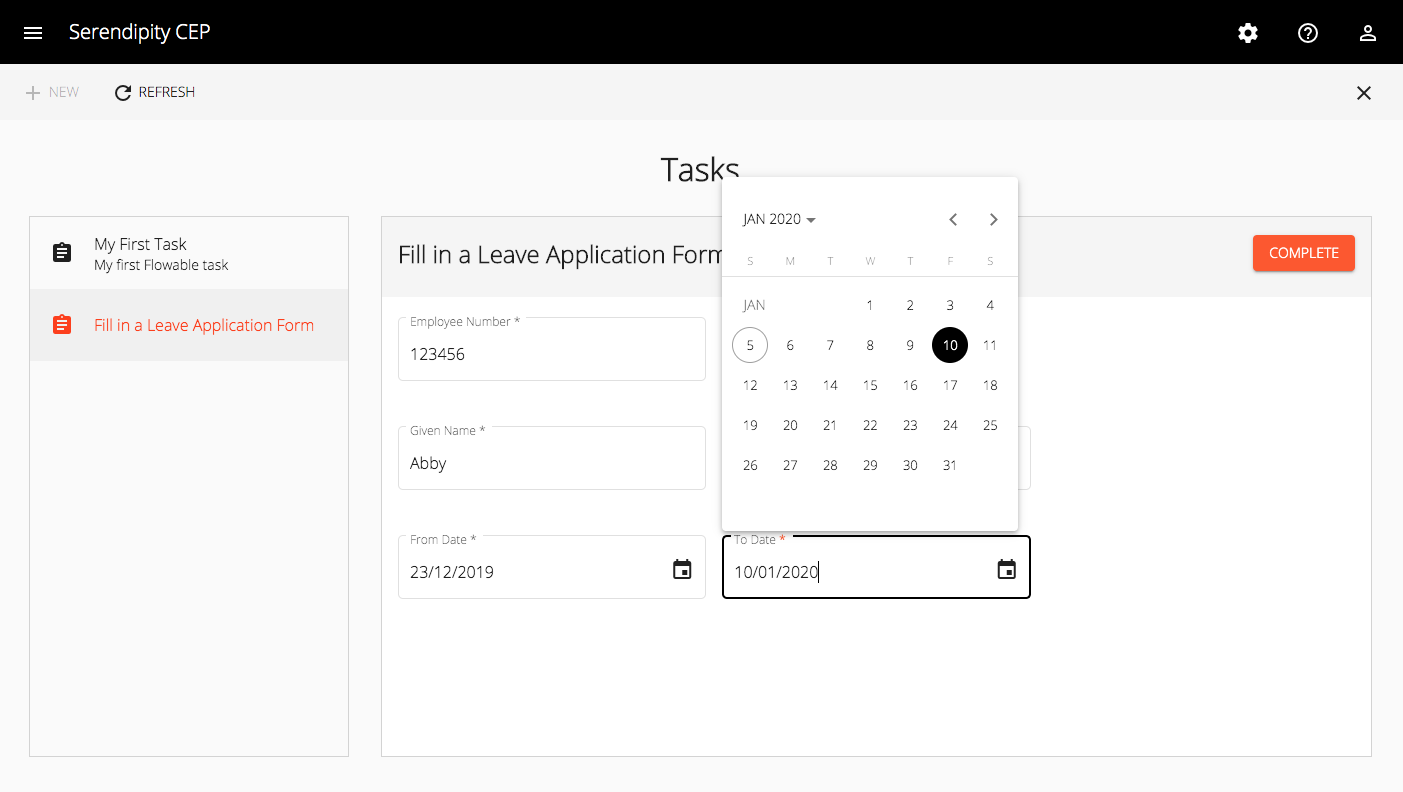 Serendipity CEP
NEW
REFRESH
Tasks
My First Task
My first Flowable task
Fill in a Leave Application Form
Fill in a Leave Application Form
COMPLETE
Employee Number *
123456
Given Name *
Abby
From Date *
23/12/2019
To Date *
10/01/2020
JAN 2020
S M T W T F S
JAN 1 2 3 4
5 6 7 8 9 10 11
12 13 14 15 16 17 18
19 20 21 22 23 24 25
26 27 28 29 30 31